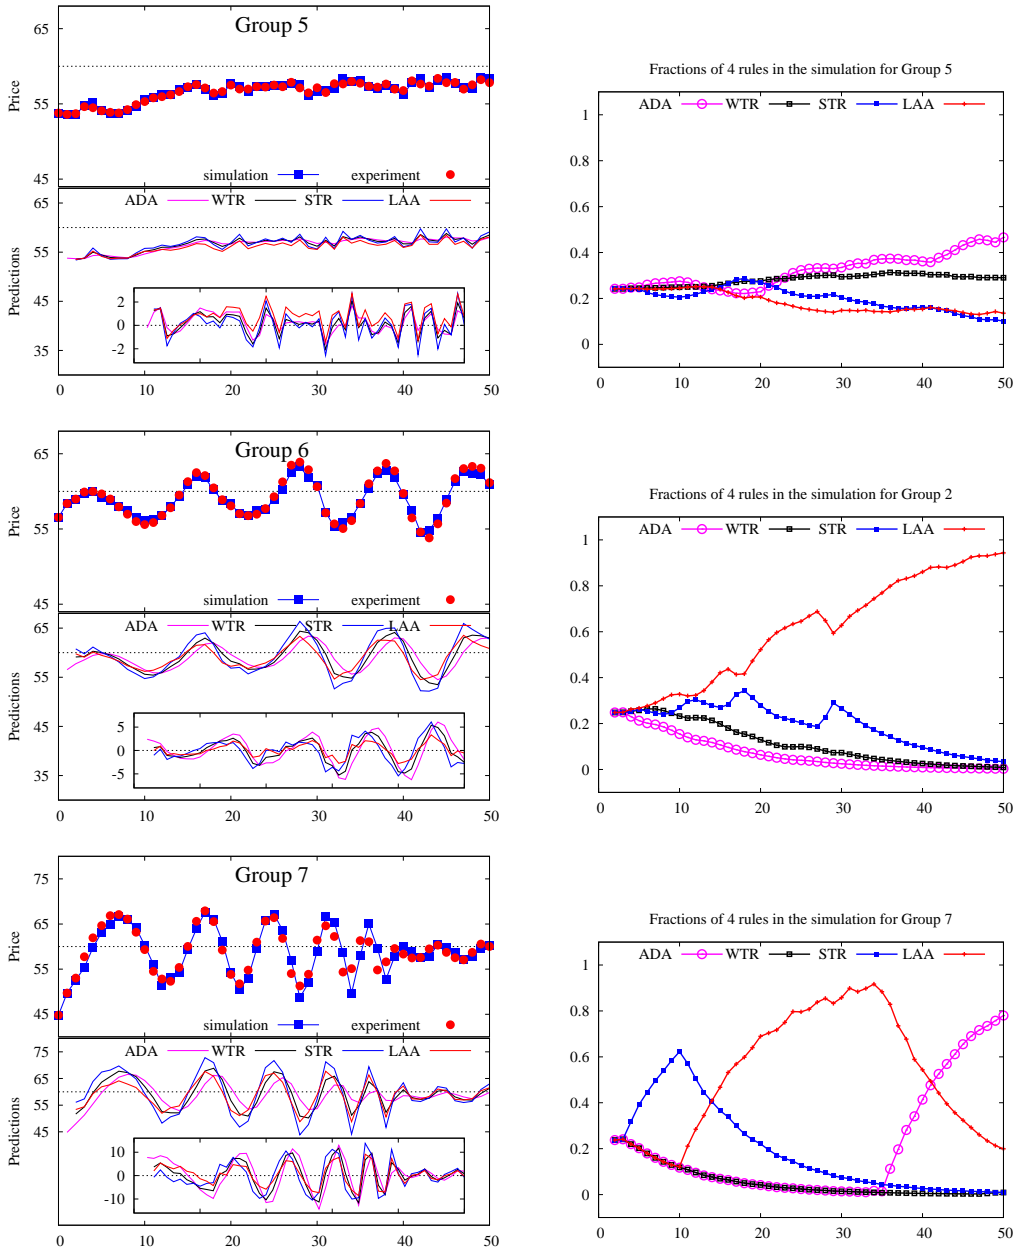 Group 5
65
55
45
Price
simulation experiment
ADA WTR STR LAA
65
55
45
35
Predictions
2
0
-2
0 10 20 30 40 50
Fractions of 4 rules in the simulation for Group 5
ADA WTR STR LAA
1
0.8
0.6
0.4
0.2
0
0 10 20 30 40 50
Group 6
65
55
45
Price
simulation experiment
ADA WTR STR LAA
65
55
45
35
Predictions
5
0
-5
0 10 20 30 40 50
Fractions of 4 rules in the simulation for Group 2
ADA WTR STR LAA
1
0.8
0.6
0.4
0.2
0
0 10 20 30 40 50
Group 7
75
65
55
45
Price
simulation experiment
ADA WTR STR LAA
75
65
55
45
Predictions
10
0
-10
0 10 20 30 40 50
Fractions of 4 rules in the simulation for Group 7
ADA WTR STR LAA
1
0.8
0.6
0.4
0.2
0
0 10 20 30 40 50